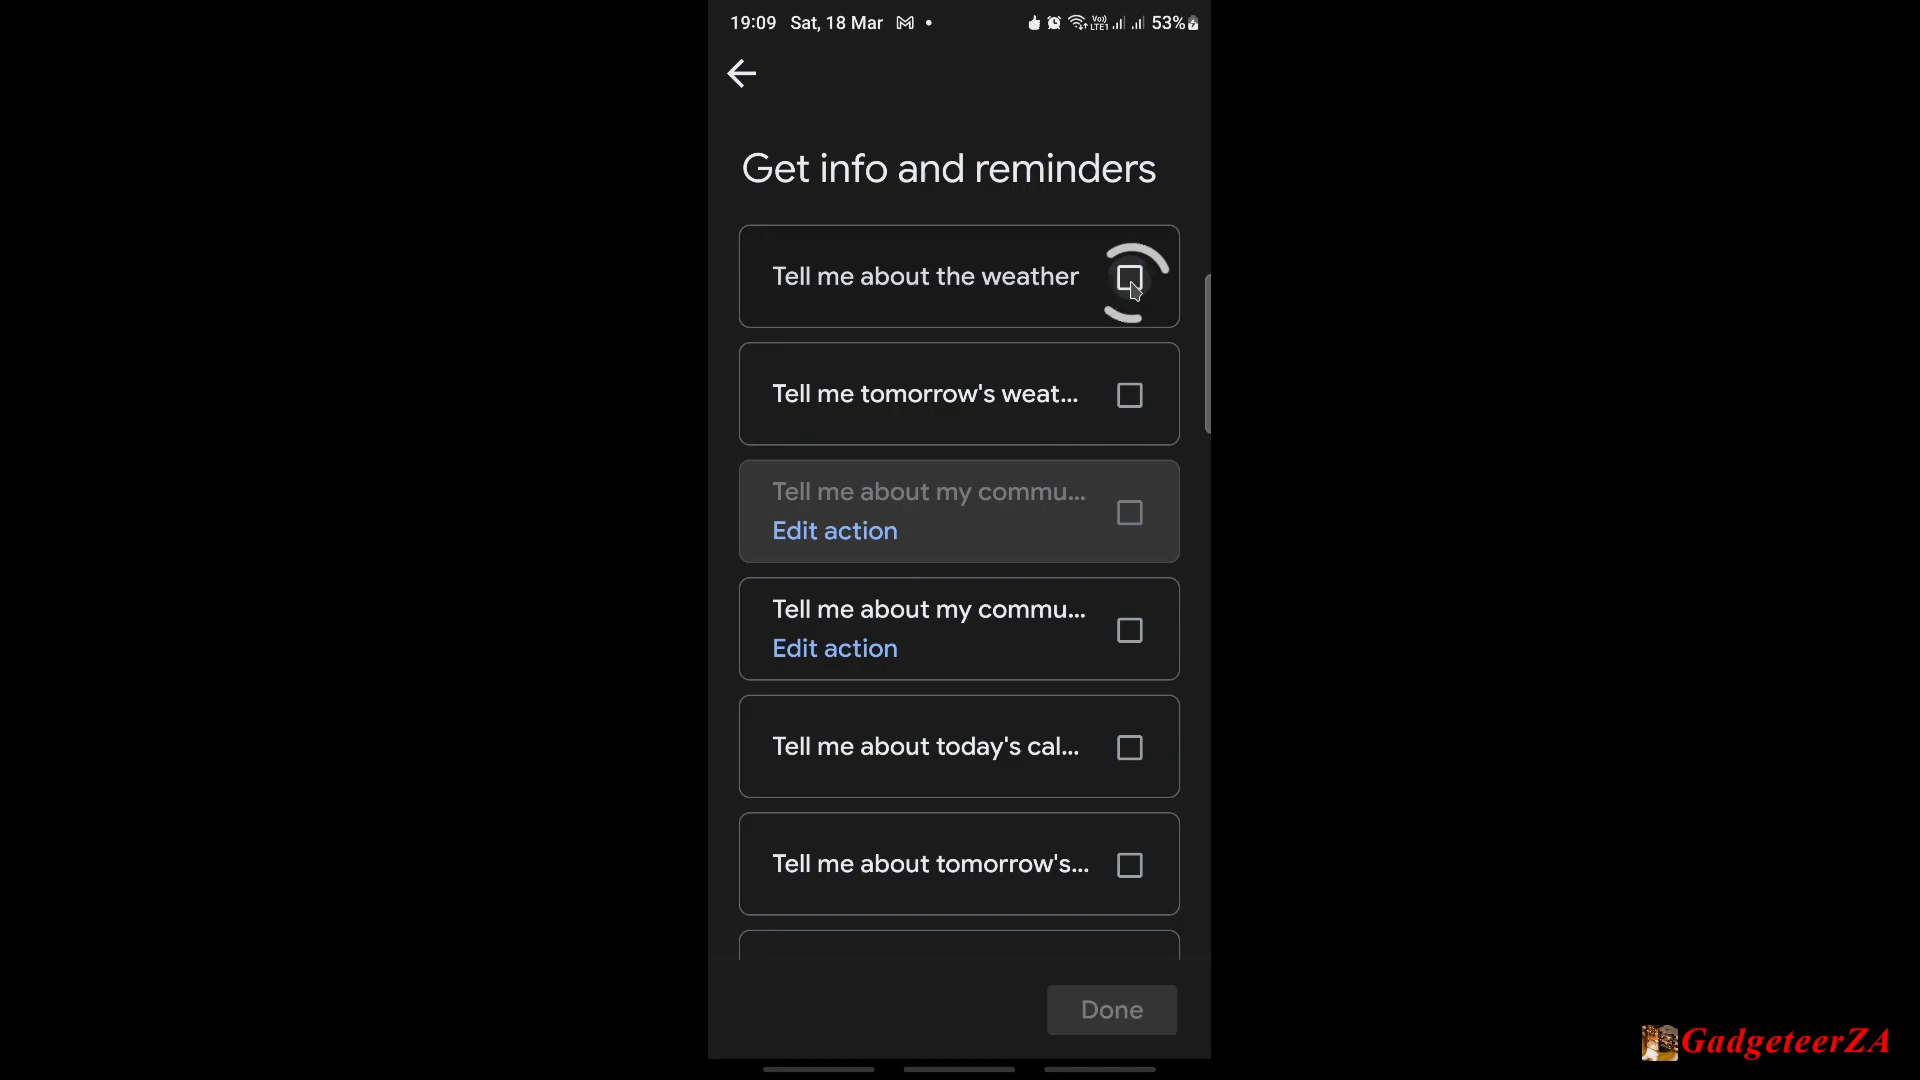 19:09 Sat, 18 Mar 53%
Get info and reminders
Tell me about the weather
Tell me tomorrow's weat...
Tell me about my commu...
Edit action
Tell me about my commu...
Edit action
Tell me about today's cal...
Tell me about tomorrow's...
Done
GadgeteerZA